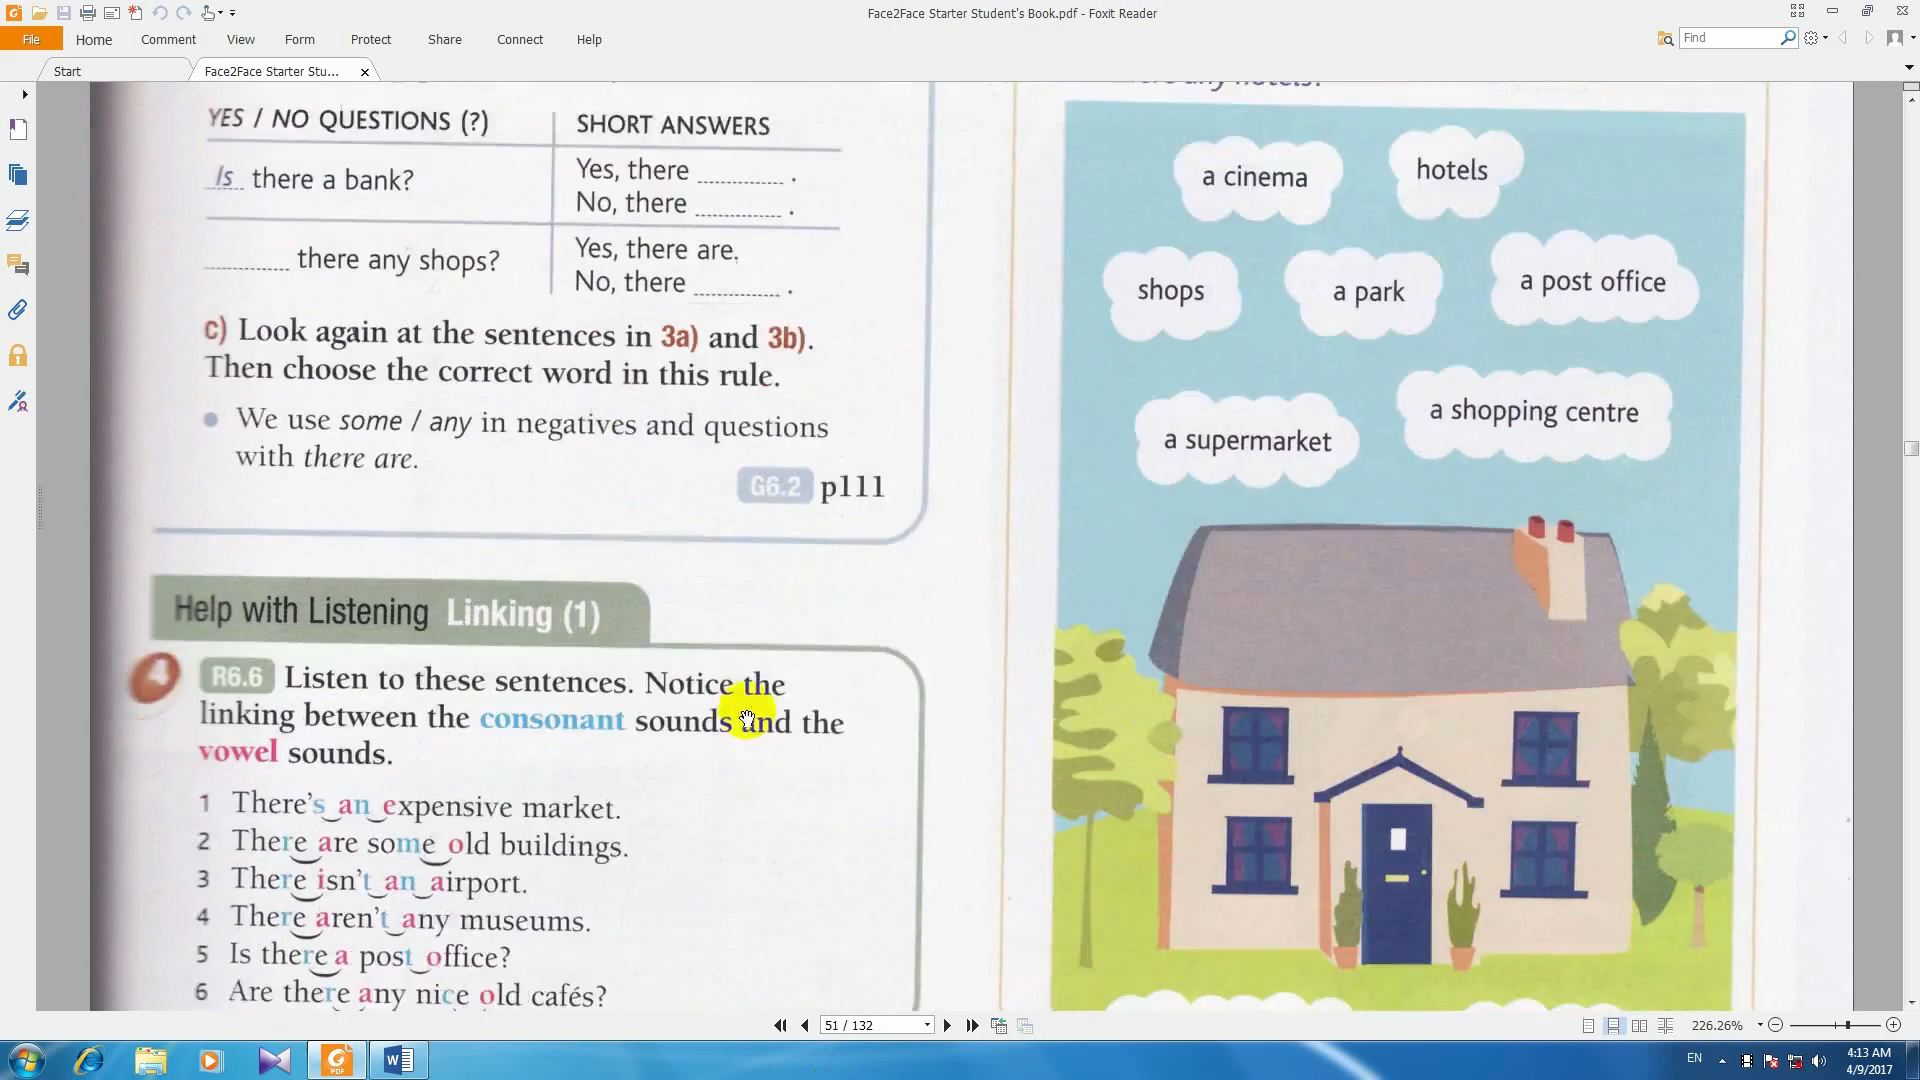 Face2Face Starter Student's Book.pdf - Foxit Reader
File Home Comment View Form Protect Share Connect Help
Find
Start
Face2Face Starter Stu...
YES / NO QUESTIONS (?)
SHORT ANSWERS
Is there a bank?
Yes, there .
No, there .
there any shops?
Yes, there are.
No, there .
c) Look again at the sentences in 3a) and 3b).
Then choose the correct word in this rule.
We use some / any in negatives and questions
with there are.
G6.2 p111
Help with Listening Linking (1)
4 R6.6 Listen to these sentences. Notice the
linking between the consonant sounds and the
vowel sounds.
1 There's an expensive market.
2 There are some old buildings.
3 There isn't an airport.
4 There aren't any museums.
5 Is there a post office?
6 Are there any nice old cafés?
any hotels?
a cinema
hotels
shops
a park
a post office
a supermarket
a shopping centre
51 / 132
226.26%
PDF
W
EN
4:13 AM
4/9/2017